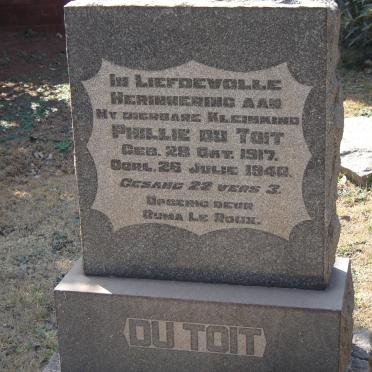 In Liefdevolle
Herinnering aan
My dierbare Kleinkind
Phillie du Toit
Geb. 28 Okt. 1917.
Oorl. 26 Julie 1940.
Gesang 22 vers 3.
Opgerig deur
Ouma Le Roux.
DU TOIT